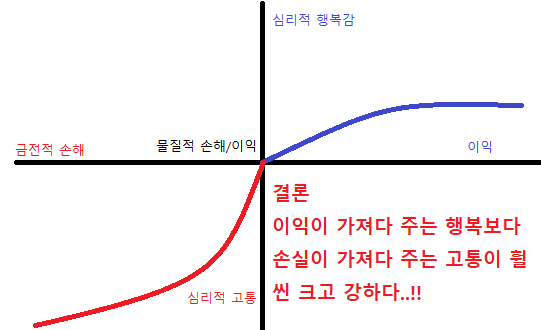 심리적 행복감
금전적 손해
물질적 손해/이익
이익
결론
이익이 가져다 주는 행복보다
손실이 가져다 주는 고통이 훨
씬 크고 강하다..!!
심리적 고통